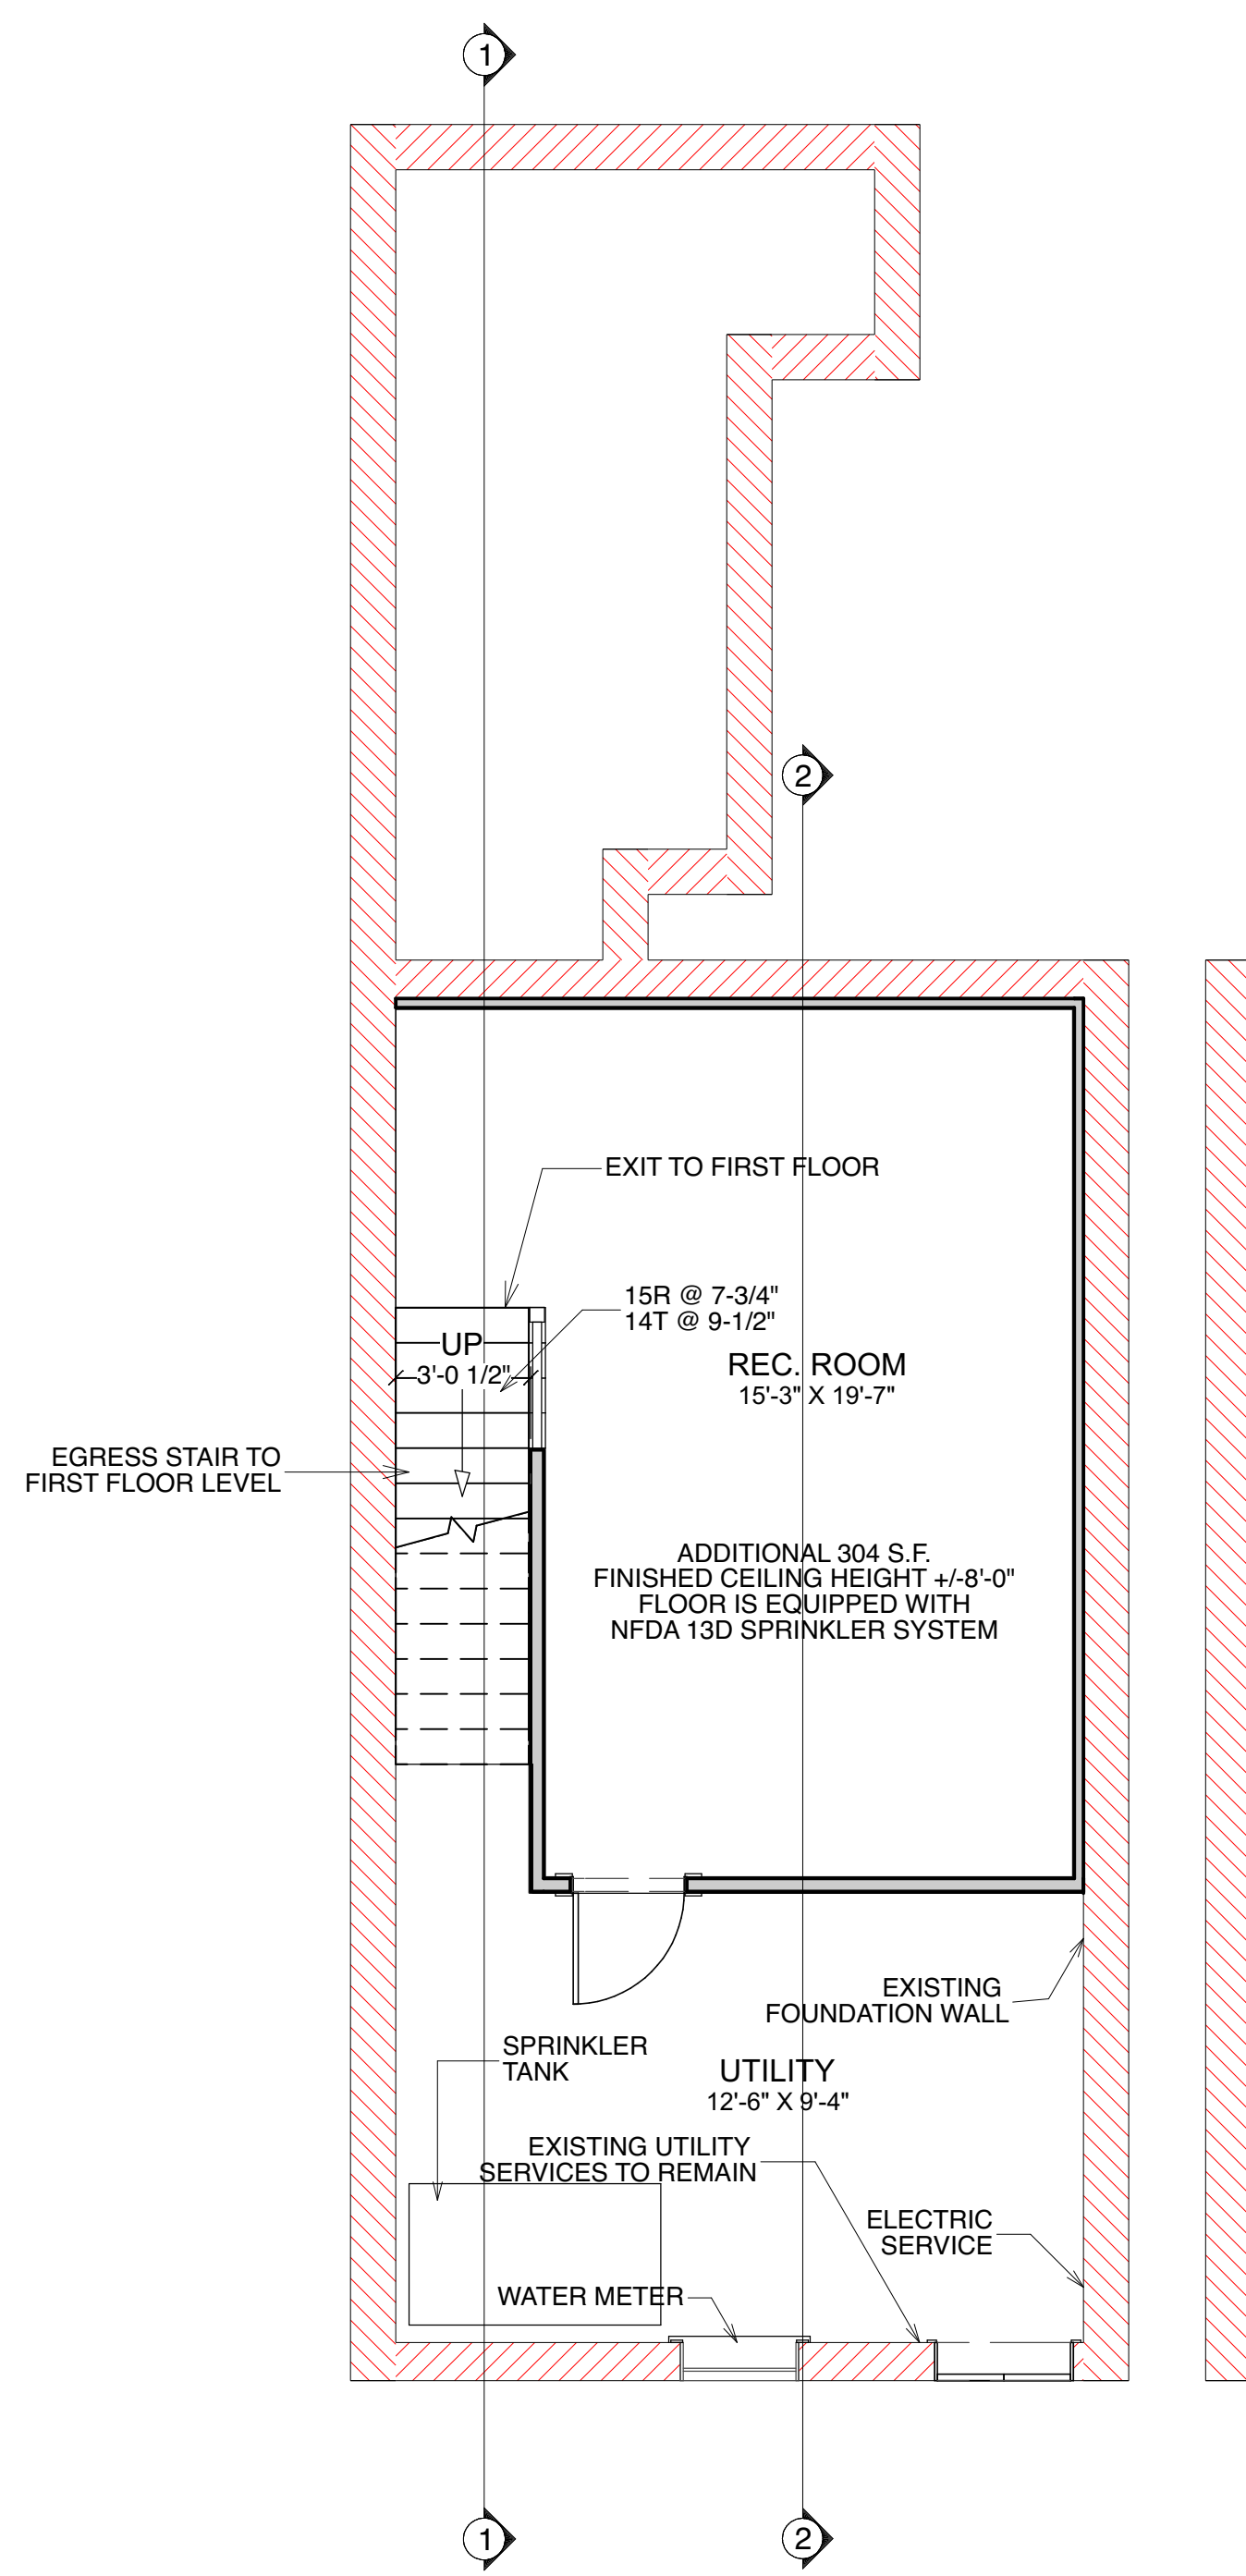 1
2
EXIT TO FIRST FLOOR
15R @ 7-3/4"
14T @ 9-1/2"
UP
3'-0 1/2"
REC. ROOM
15'-3" X 19'-7"
EGRESS STAIR TO
FIRST FLOOR LEVEL
ADDITIONAL 304 S.F.
FINISHED CEILING HEIGHT +/-8'-0"
FLOOR IS EQUIPPED WITH
NFDA 13D SPRINKLER SYSTEM
EXISTING
FOUNDATION WALL
SPRINKLER
TANK
UTILITY
12'-6" X 9'-4"
EXISTING UTILITY
SERVICES TO REMAIN
ELECTRIC
SERVICE
WATER METER
1
2